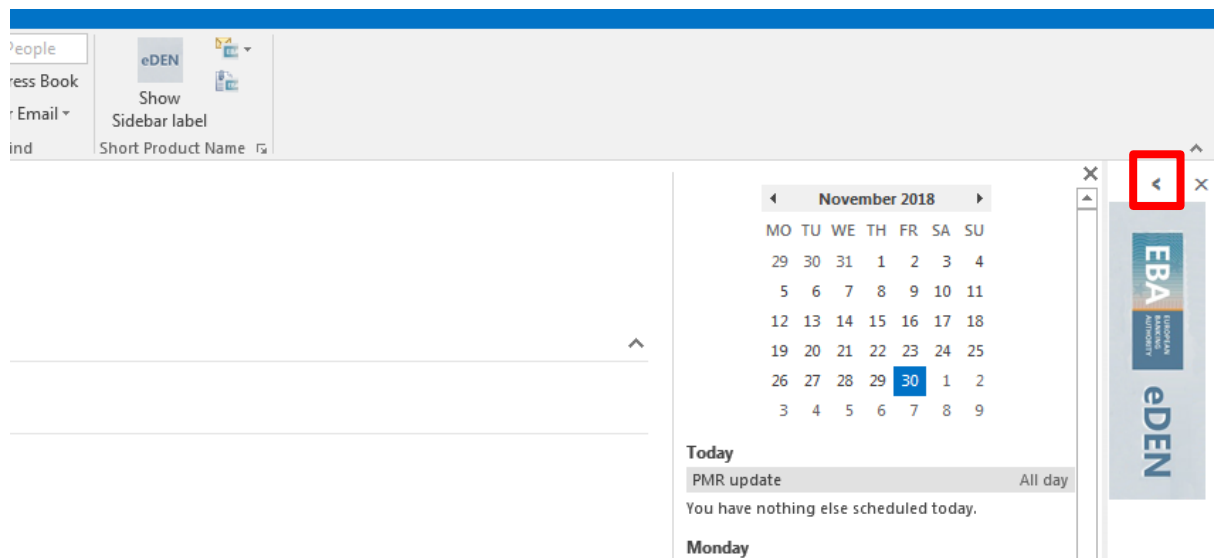 People
ress Book
r Email
ind
eDEN
Show
Sidebar label
Short Product Name
November 2018
MO TU WE TH FR SA SU
29 30 31 1 2 3 4
5 6 7 8 9 10 11
12 13 14 15 16 17 18
19 20 21 22 23 24 25
26 27 28 29 30 1 2
3 4 5 6 7 8 9
Today
PMR update All day
You have nothing else scheduled today.
Monday
EBA
EUROPEAN
BANKING
AUTHORITY
eDEN